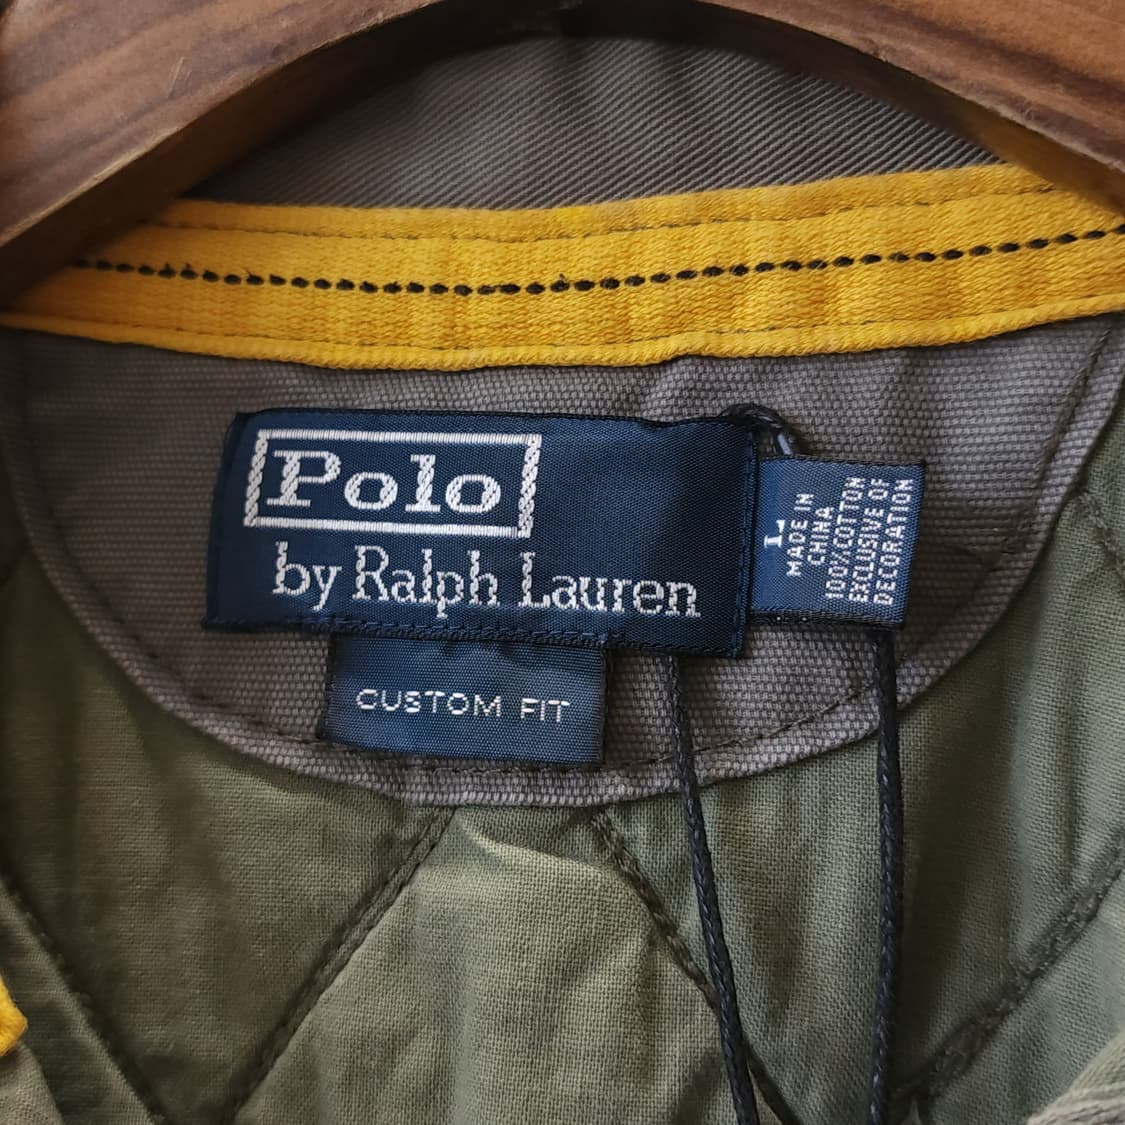 Polo
by Ralph Lauren
CUSTOM FIT
L
MADE IN
CHINA
100% COTTON
EXCLUSIVE OF
DECORATION